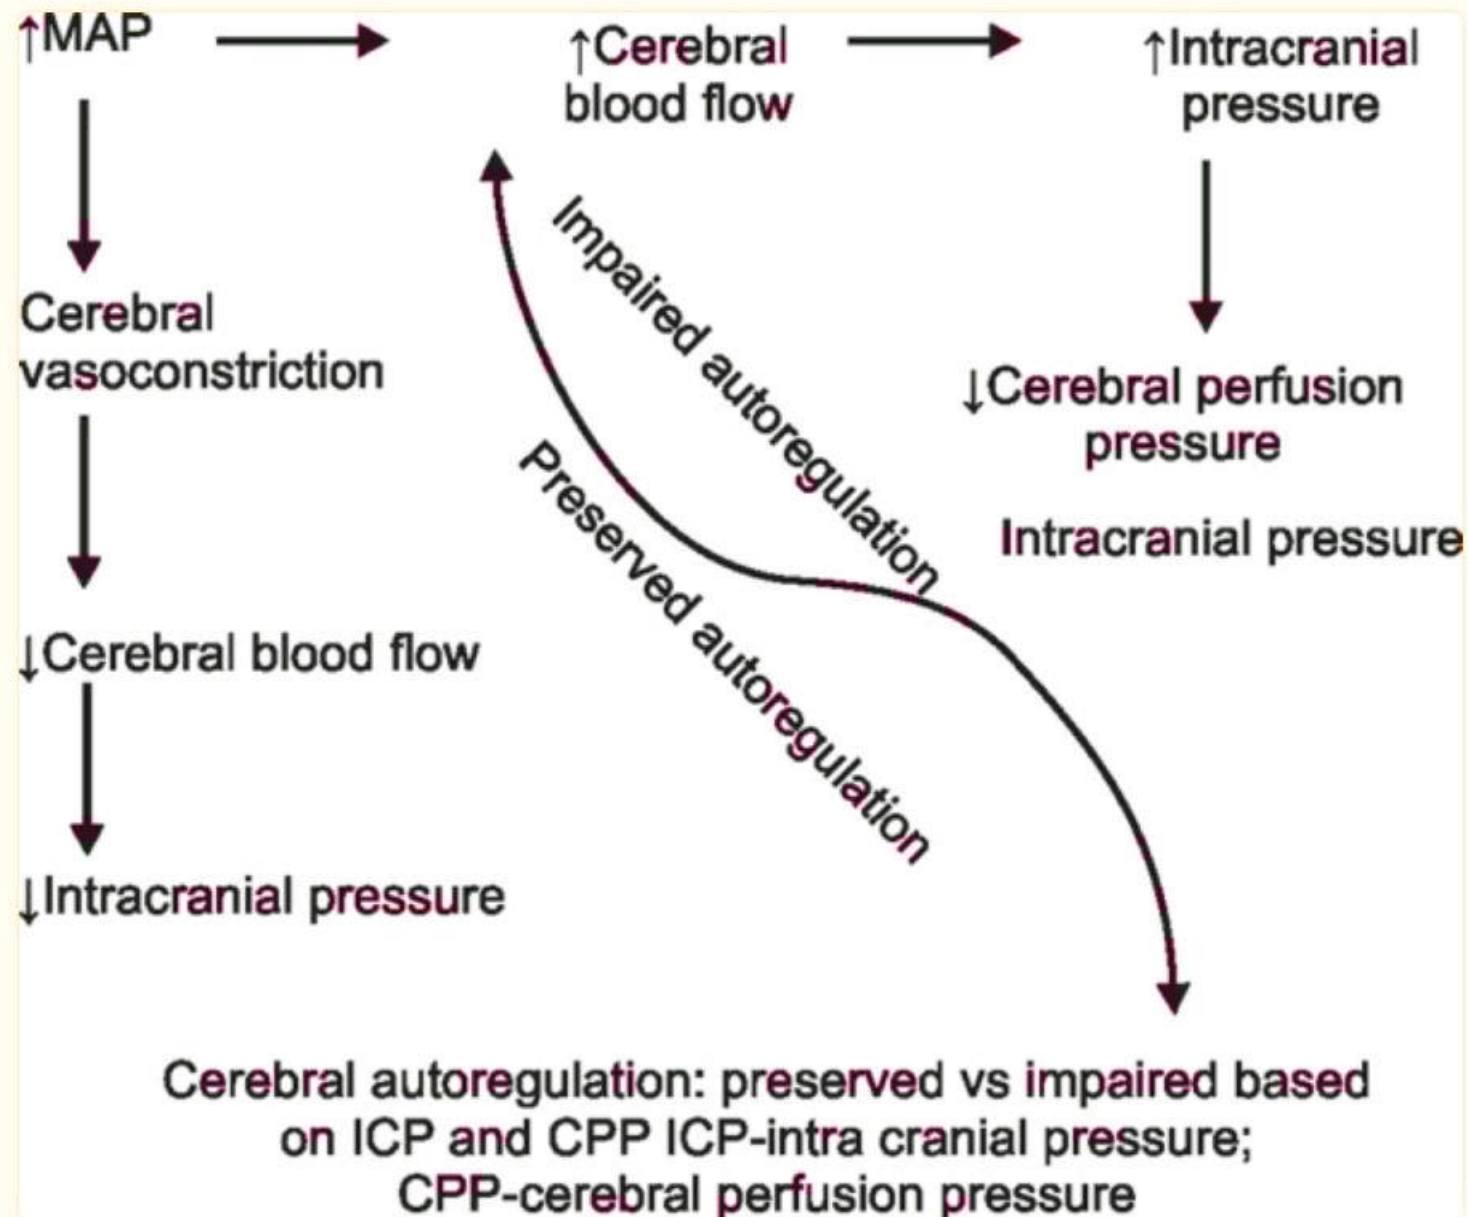 ↑MAP
↑Cerebral
blood flow
↑Intracranial
pressure
Cerebral
vasoconstriction
↓Cerebral blood flow
↓Intracranial pressure
Impaired autoregulation
Preserved autoregulation
↓Cerebral perfusion
pressure
Intracranial pressure
Cerebral autoregulation: preserved vs impaired based
on ICP and CPP ICP-intra cranial pressure;
CPP-cerebral perfusion pressure